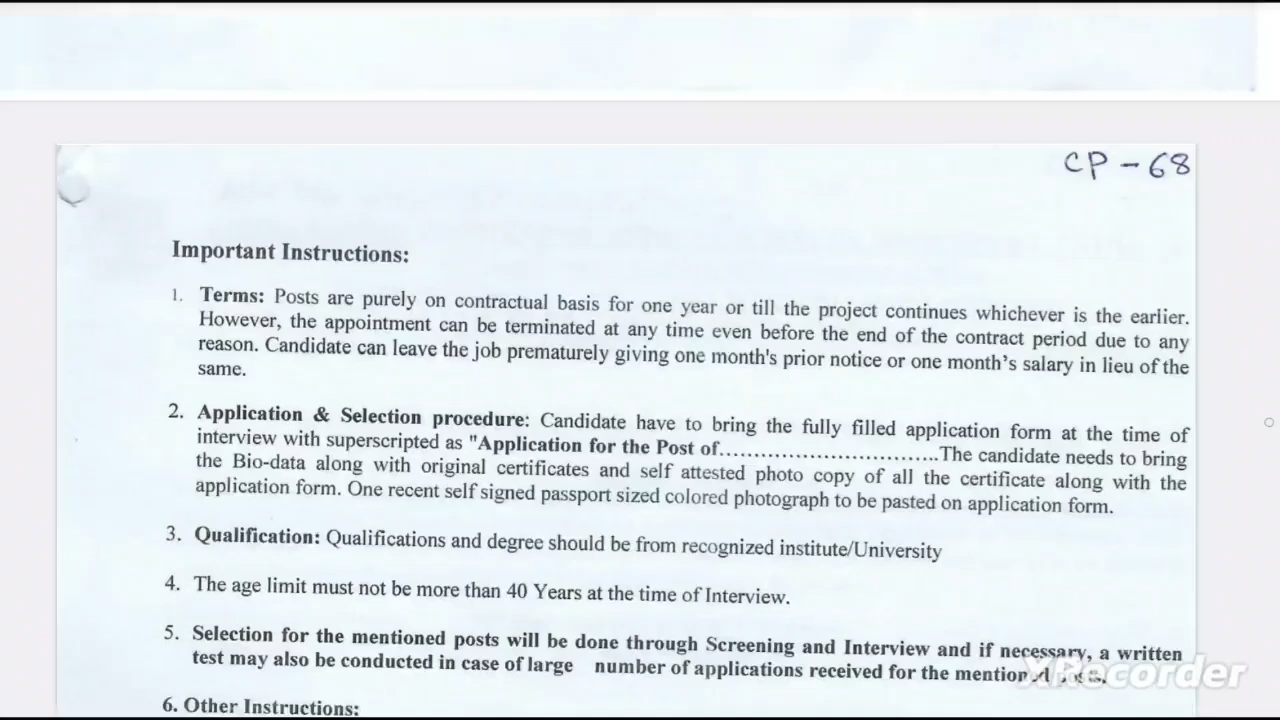 CP - 68
Important Instructions:
1. Terms: Posts are purely on contractual basis for one year or till the project continues whichever is the earlier.
However, the appointment can be terminated at any time even before the end of the contract period due to any
reason. Candidate can leave the job prematurely giving one month's prior notice or one month's salary in lieu of the
same.
2. Application & Selection procedure: Candidate have to bring the fully filled application form at the time of
interview with superscripted as "Application for the Post of.................................The candidate needs to bring
the Bio-data along with original certificates and self attested photo copy of all the certificate along with the
application form. One recent self signed passport sized colored photograph to be pasted on application form.
3. Qualification: Qualifications and degree should be from recognized institute/University
4. The age limit must not be more than 40 Years at the time of Interview.
5. Selection for the mentioned posts will be done through Screening and Interview and if necessary, a written
test may also be conducted in case of large number of applications received for the mentioned posts.
XRecorder
6. Other Instructions: